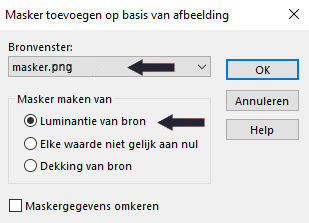 Masker toevoegen op basis van afbeelding
Bronvenster:
masker.png
OK
Annuleren
Help
Masker maken van
Luminantie van bron
Elke waarde niet gelijk aan nul
Dekking van bron
Maskergegevens omkeren